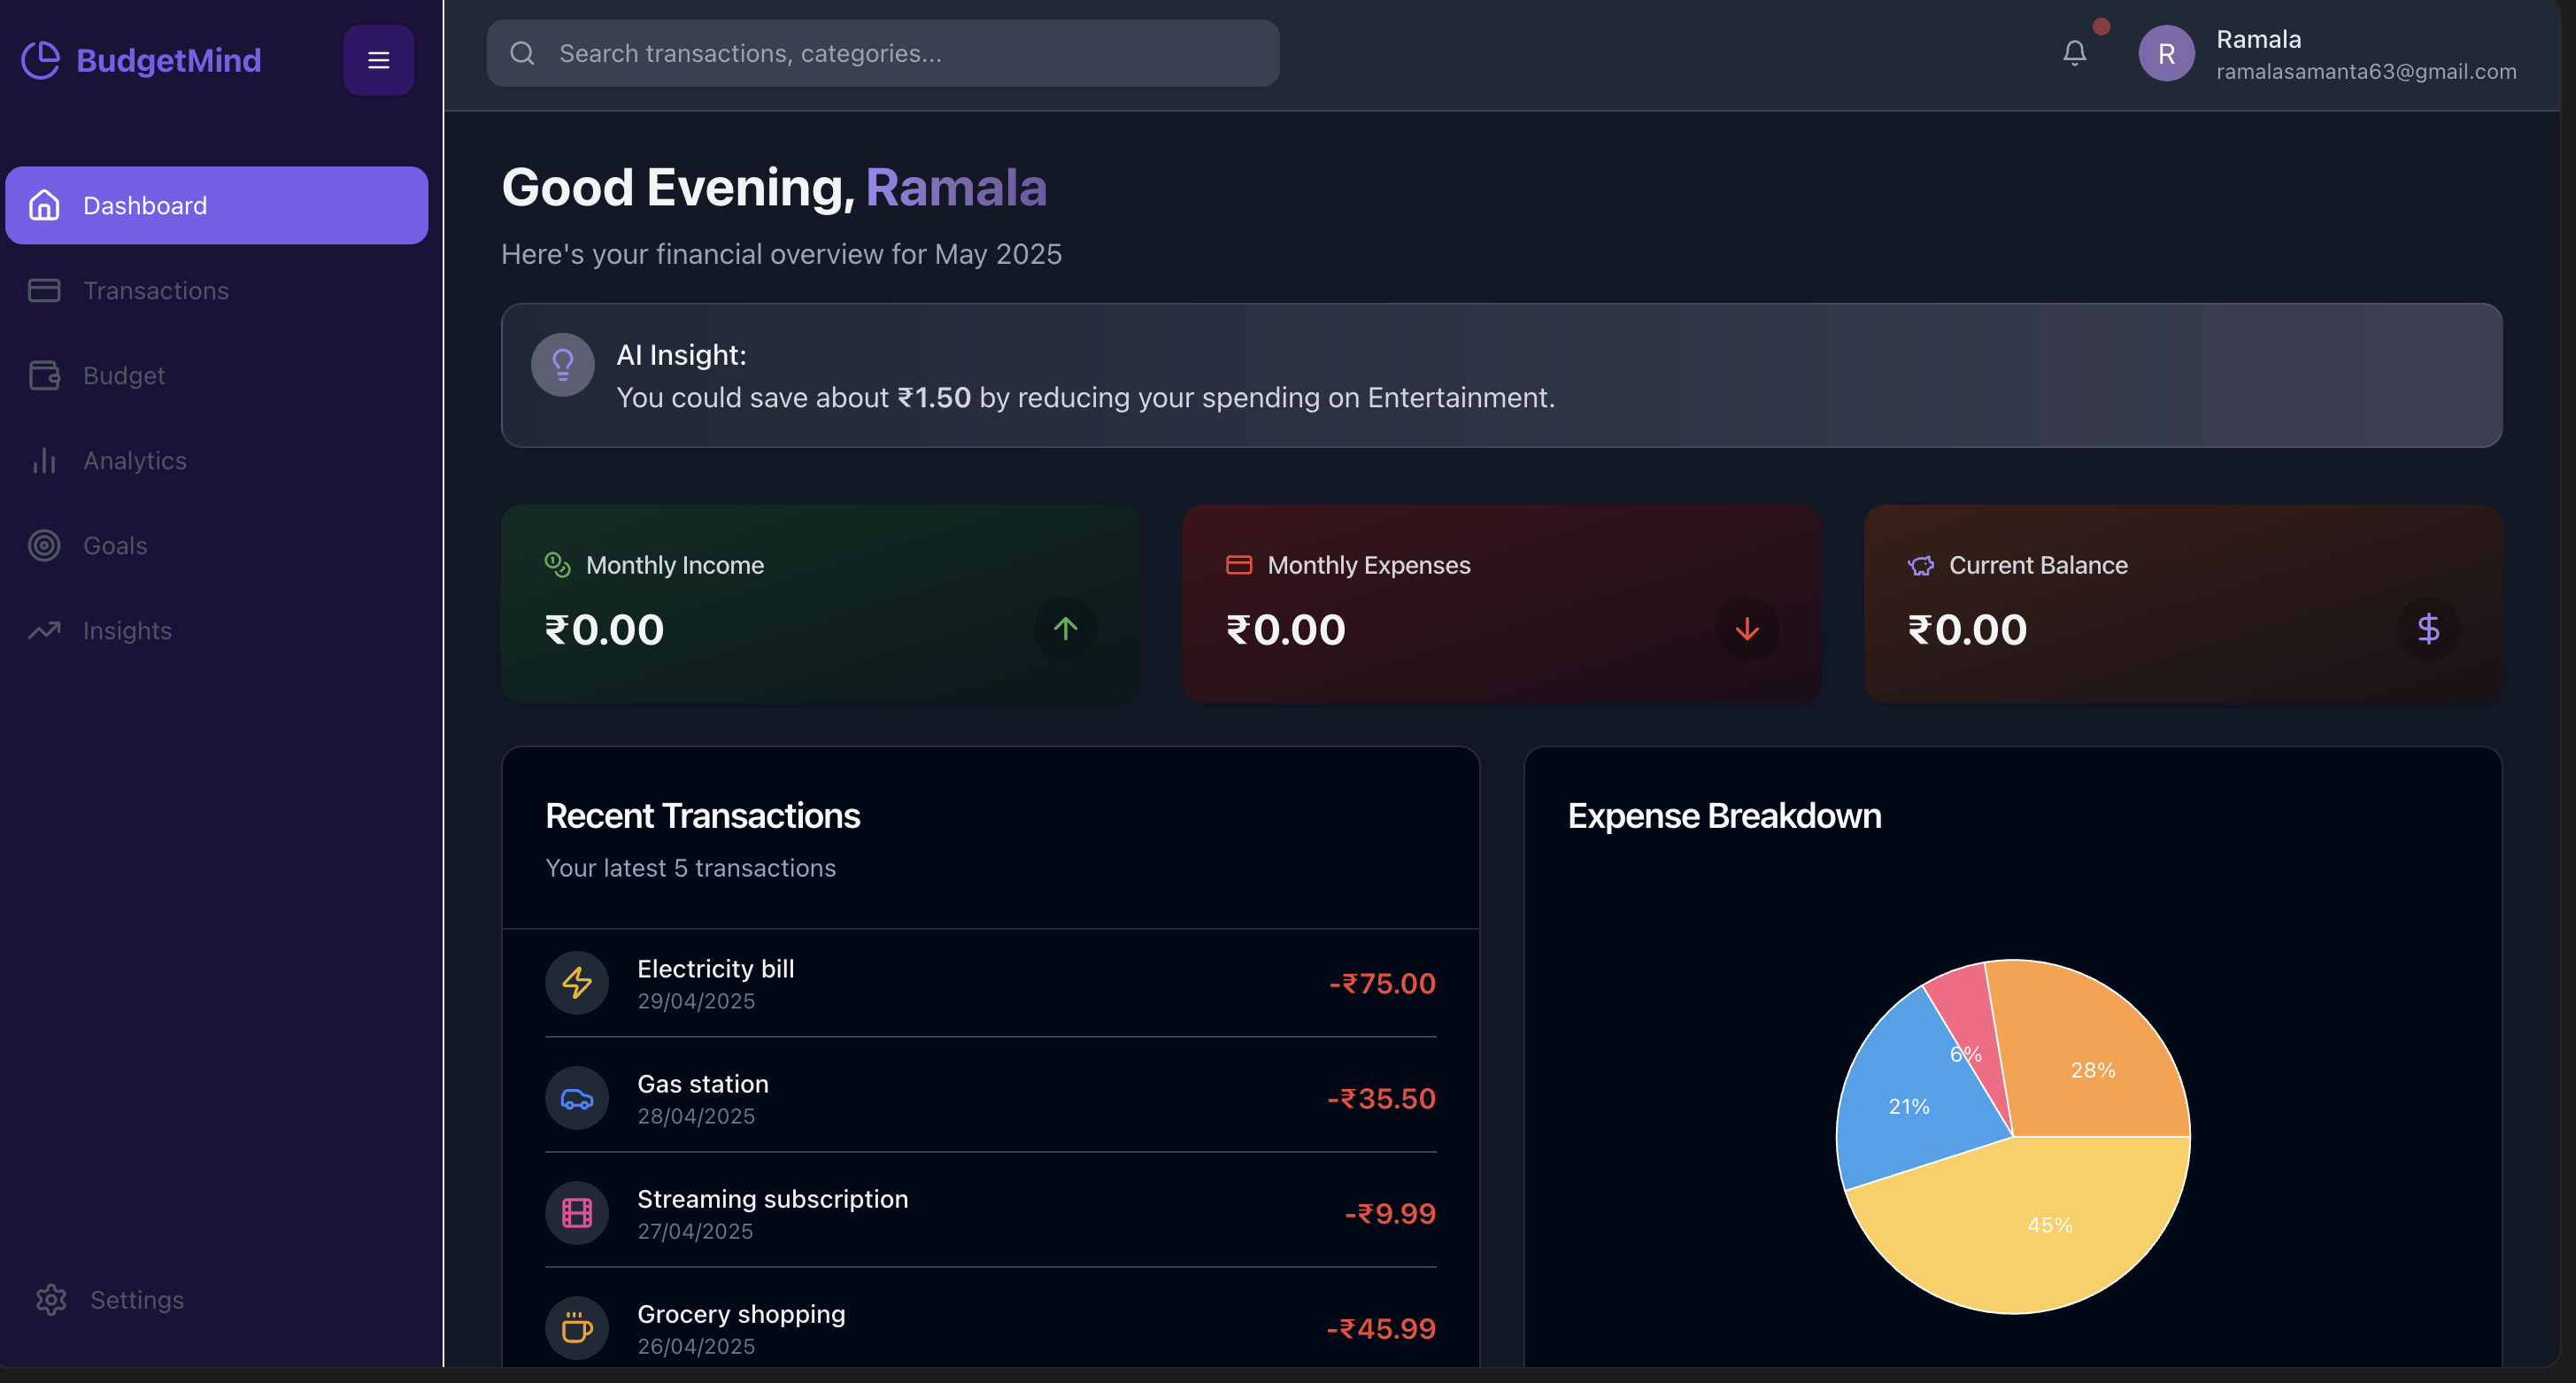 BudgetMind
Dashboard
Transactions
Budget
Analytics
Goals
Insights
Settings
Search transactions, categories...
R
Ramala
ramalasamanta63@gmail.com
Good Evening, Ramala
Here's your financial overview for May 2025
AI Insight:
You could save about ₹1.50 by reducing your spending on Entertainment.
Monthly Income
₹0.00
Monthly Expenses
₹0.00
Current Balance
₹0.00
$
Recent Transactions
Your latest 5 transactions
Electricity bill
29/04/2025
-₹75.00
Gas station
28/04/2025
-₹35.50
Streaming subscription
27/04/2025
-₹9.99
Grocery shopping
26/04/2025
-₹45.99
Expense Breakdown
6%
28%
21%
45%